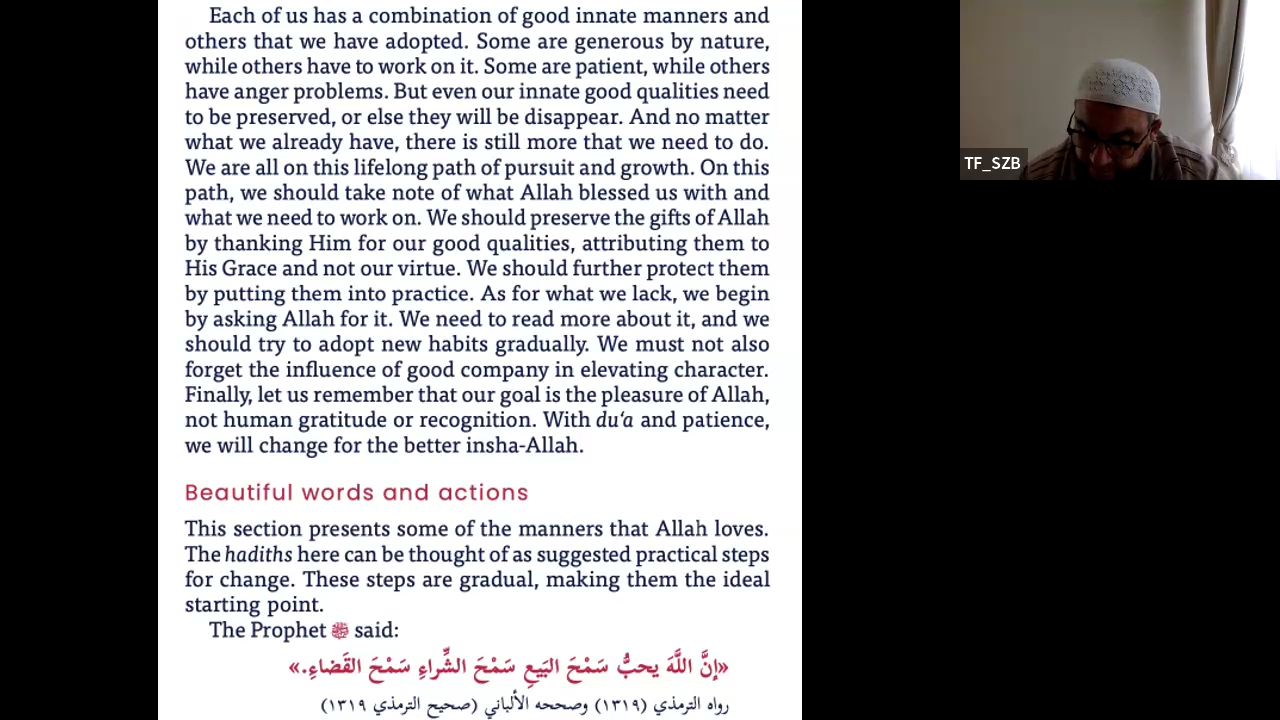 Each of us has a combination of good innate manners and
others that we have adopted. Some are generous by nature,
while others have to work on it. Some are patient, while others
have anger problems. But even our innate good qualities need
to be preserved, or else they will be disappear. And no matter
what we already have, there is still more that we need to do.
We are all on this lifelong path of pursuit and growth. On this
path, we should take note of what Allah blessed us with and
what we need to work on. We should preserve the gifts of Allah
by thanking Him for our good qualities, attributing them to
His Grace and not our virtue. We should further protect them
by putting them into practice. As for what we lack, we begin
by asking Allah for it. We need to read more about it, and we
should try to adopt new habits gradually. We must not also
forget the influence of good company in elevating character.
Finally, let us remember that our goal is the pleasure of Allah,
not human gratitude or recognition. With du‘a and patience,
we will change for the better insha-Allah.
Beautiful words and actions
This section presents some of the manners that Allah loves.
The hadiths here can be thought of as suggested practical steps
for change. These steps are gradual, making them the ideal
starting point.
The Prophet ﷺ said:
«إنَّ اللَّهَ يحبُّ سَمْحَ البَيعِ سَمْحَ الشِّراءِ سَمْحَ القَضاءِ.»
رواه الترمذي (١٣١٩) وصححه الألباني (صحيح الترمذي ١٣١٩)
TF_SZB